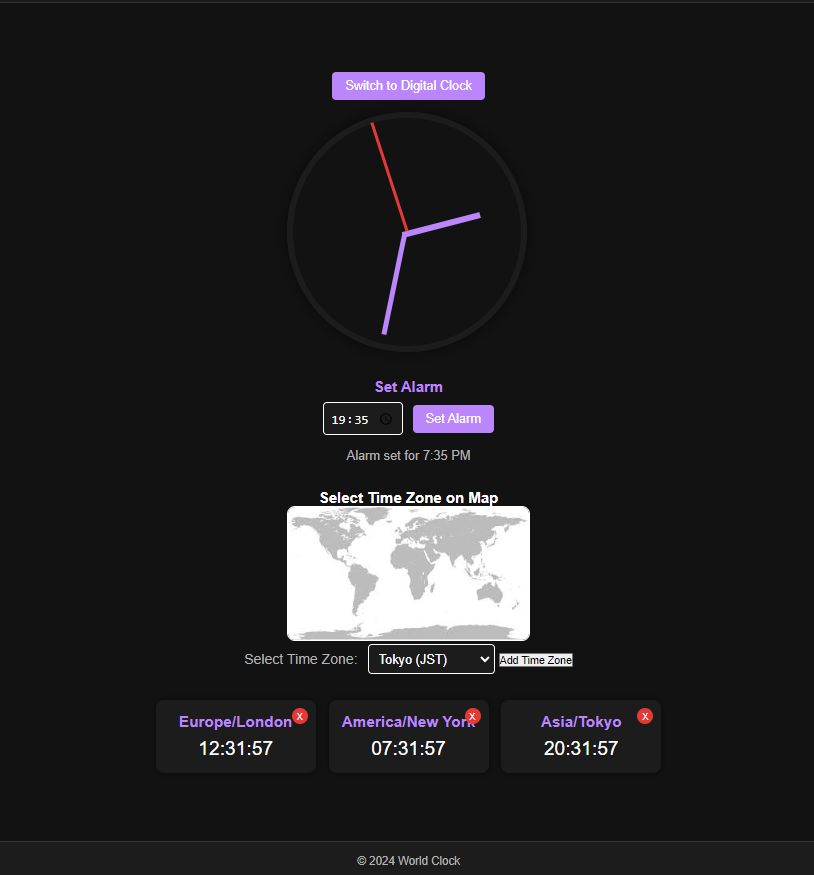 Switch to Digital Clock
Set Alarm
19:35
Set Alarm
Alarm set for 7:35 PM
Select Time Zone on Map
Select Time Zone: Tokyo (JST) Add Time Zone
Europe/London x
12:31:57
America/New York x
07:31:57
Asia/Tokyo x
20:31:57
© 2024 World Clock